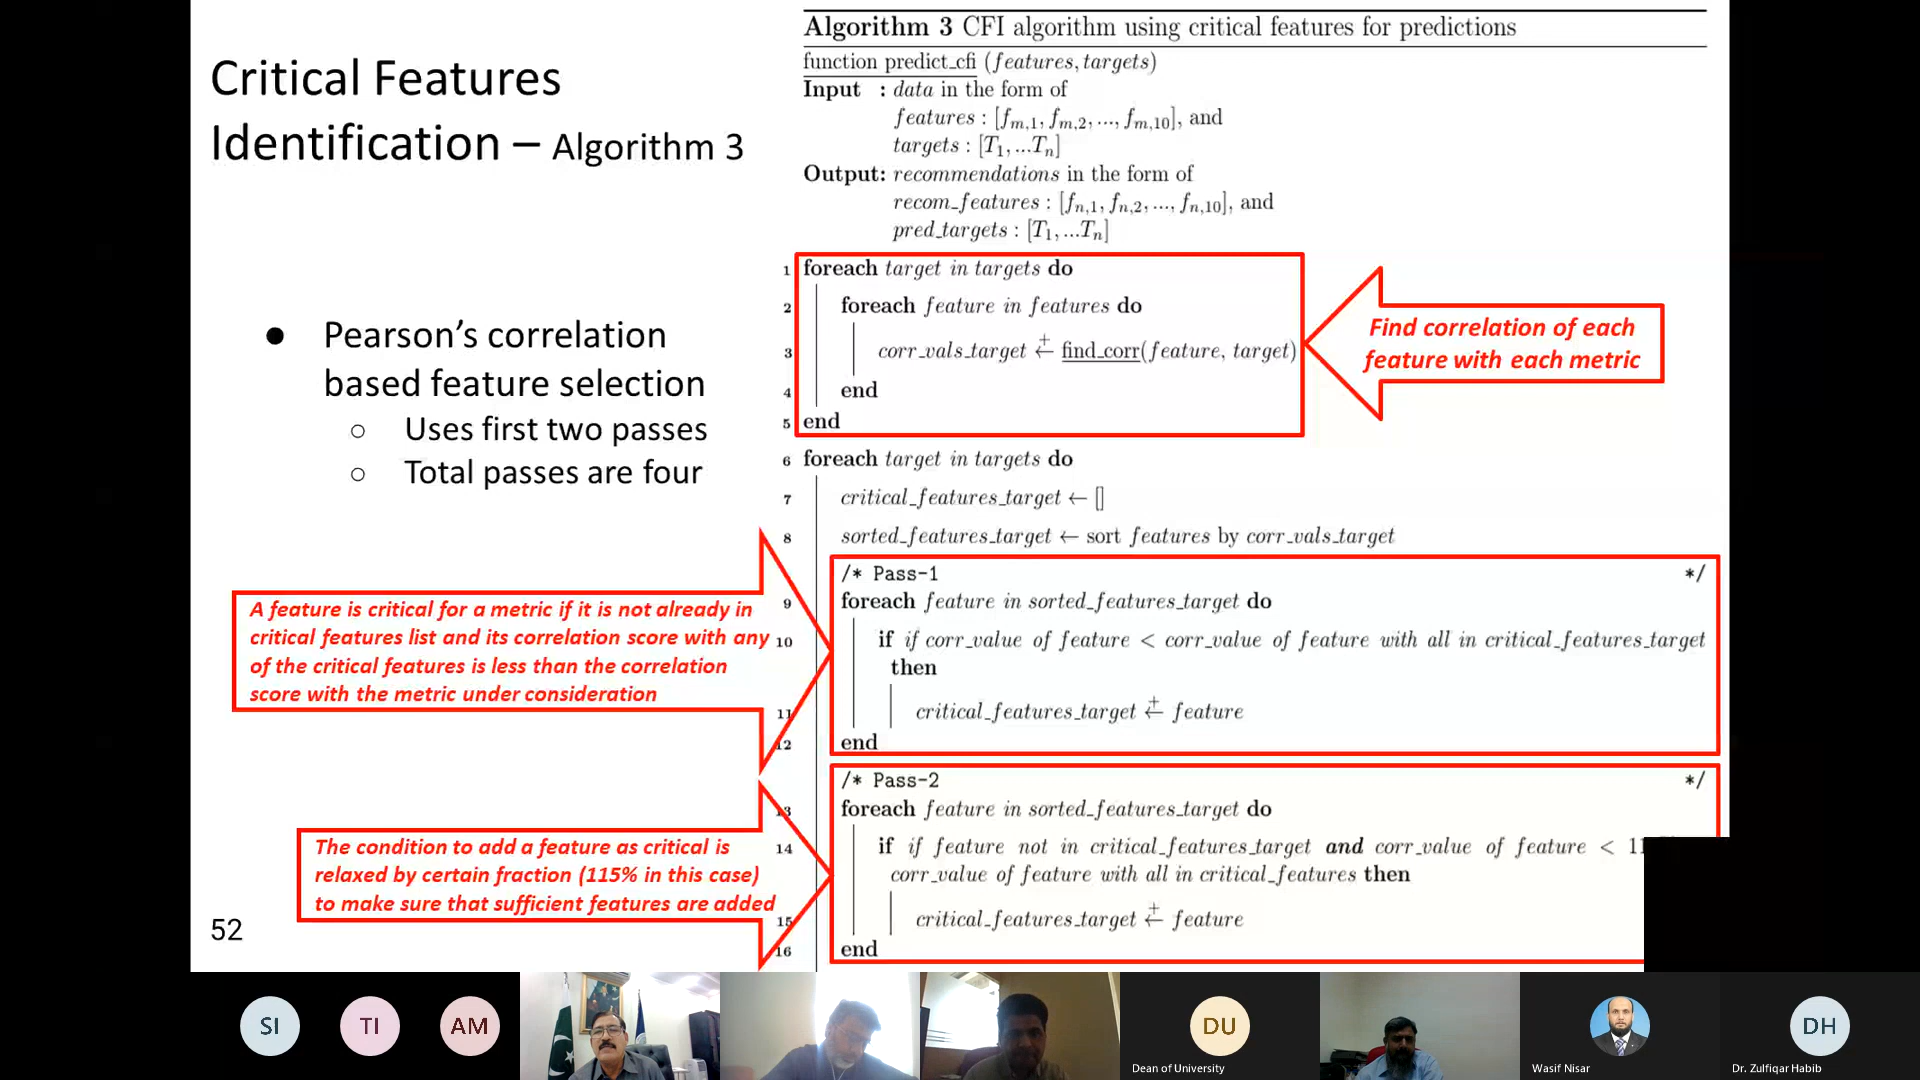 Critical Features
Identification – Algorithm 3
● Pearson’s correlation
based feature selection
○ Uses first two passes
○ Total passes are four
Algorithm 3 CFI algorithm using critical features for predictions
function predict_cfi (features, targets)
Input : data in the form of
features : [fm,1, fm,2, ..., fm,10], and
targets : [T1, ...Tn]
Output: recommendations in the form of
recom_features : [fn,1, fn,2, ..., fn,10], and
pred_targets : [T1, ...Tn]
1 foreach target in targets do
2 foreach feature in features do
3 corr_vals_target ←+ find_corr(feature, target)
4 end
5 end
Find correlation of each
feature with each metric
6 foreach target in targets do
7 critical_features_target ← []
8 sorted_features_target ← sort features by corr_vals_target
/* Pass-1 */
9 foreach feature in sorted_features_target do
10 if if corr_value of feature < corr_value of feature with all in critical_features_target
then
11 critical_features_target ←+ feature
12 end
A feature is critical for a metric if it is not already in
critical features list and its correlation score with any
of the critical features is less than the correlation
score with the metric under consideration
/* Pass-2 */
13 foreach feature in sorted_features_target do
14 if if feature not in critical_features_target and corr_value of feature < 11
corr_value of feature with all in critical_features then
15 critical_features_target ←+ feature
16 end
The condition to add a feature as critical is
relaxed by certain fraction (115% in this case)
to make sure that sufficient features are added
52
SI
TI
AM
DU
Dean of University
Wasif Nisar
DH
Dr. Zulfiqar Habib